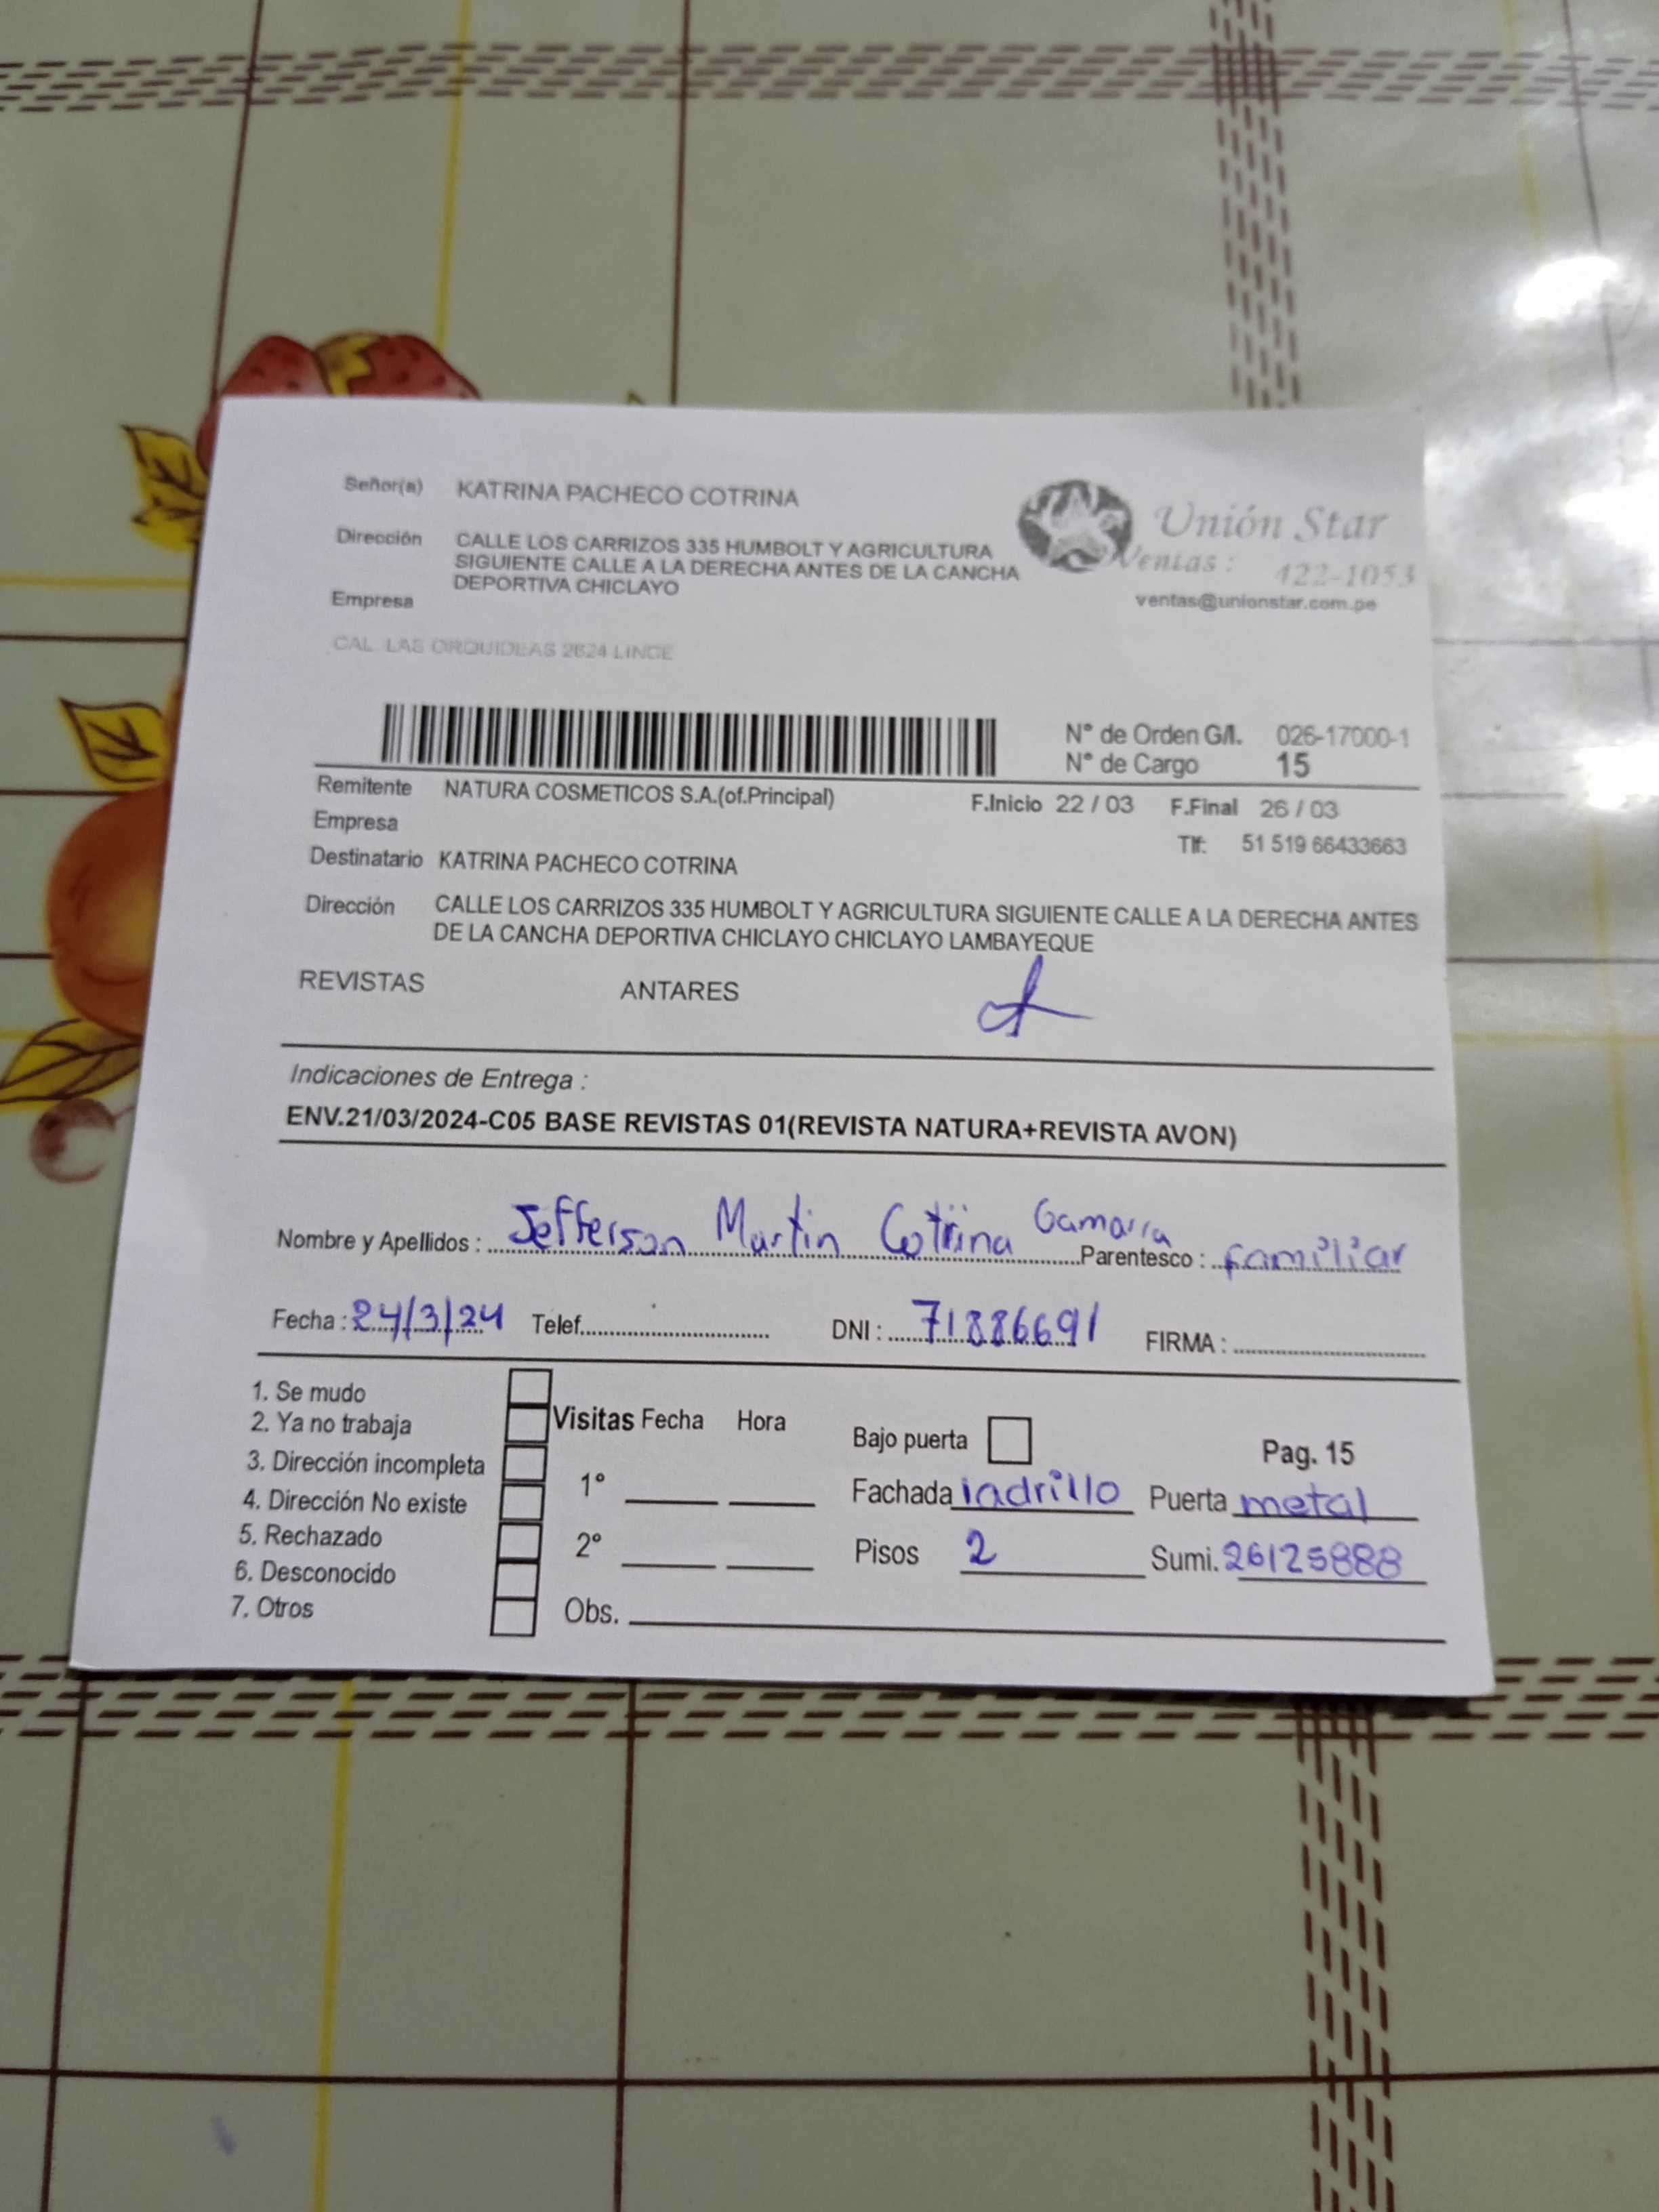 Señor(a) KATRINA PACHECO COTRINA
Unión Star
Ventas : 422-1053
ventas@unionstar.com.pe
Dirección CALLE LOS CARRIZOS 335 HUMBOLT Y AGRICULTURA
SIGUIENTE CALLE A LA DERECHA ANTES DE LA CANCHA
DEPORTIVA CHICLAYO
Empresa
CAL. LAS ORQUIDEAS 2624 LINCE
N° de Orden G/I. 026-17000-1
N° de Cargo 15
Remitente NATURA COSMETICOS S.A.(of.Principal) F.Inicio 22 / 03 F.Final 26 / 03
Empresa Tlf: 51 519 66433663
Destinatario KATRINA PACHECO COTRINA
Dirección CALLE LOS CARRIZOS 335 HUMBOLT Y AGRICULTURA SIGUIENTE CALLE A LA DERECHA ANTES
DE LA CANCHA DEPORTIVA CHICLAYO CHICLAYO LAMBAYEQUE
REVISTAS ANTARES
Indicaciones de Entrega :
ENV.21/03/2024-C05 BASE REVISTAS 01(REVISTA NATURA+REVISTA AVON)
Nombre y Apellidos : Jefferson Martin Cotrina Gamarra Parentesco : familiar
Fecha : 24/3/24 Telef. DNI : 71886691 FIRMA :
1. Se mudo
2. Ya no trabaja
3. Dirección incompleta
4. Dirección No existe
5. Rechazado
6. Desconocido
7. Otros
Visitas Fecha Hora
1°
2°
Obs.
Bajo puerta Pag. 15
Fachada ladrillo Puerta metal
Pisos 2 Sumi. 26125888